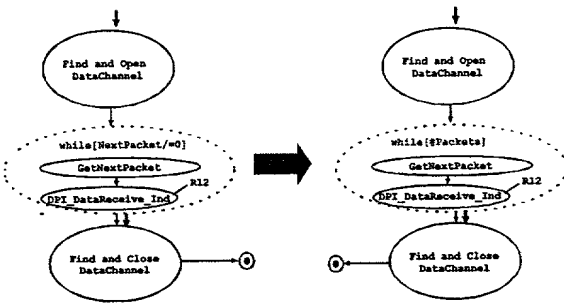 Find and Open
DataChannel
while[NextPacket/=0]
GetNextPacket
R12
DPI_DataReceive_Ind
Find and Close
DataChannel
Find and Open
DataChannel
while[@Packets]
GetNextPacket
R12
DPI_DataReceive_Ind
Find and Close
DataChannel